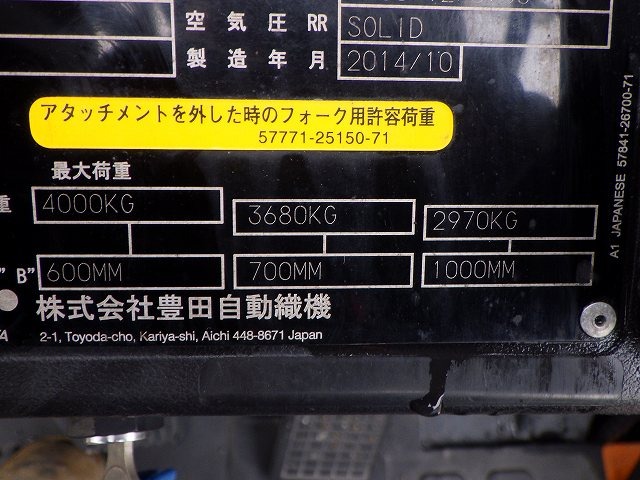 空気圧 RR SOLID
製造年月 2014/10
アタッチメントを外した時のフォーク用許容荷重
57771-25150-71
最大荷重
重 4000KG 3680KG 2970KG
" B" 600MM 700MM 1000MM
株式会社豊田自動織機
2-1, Toyoda-cho, Kariya-shi, Aichi 448-8671 Japan
A1 JAPANESE 57841-26700-71